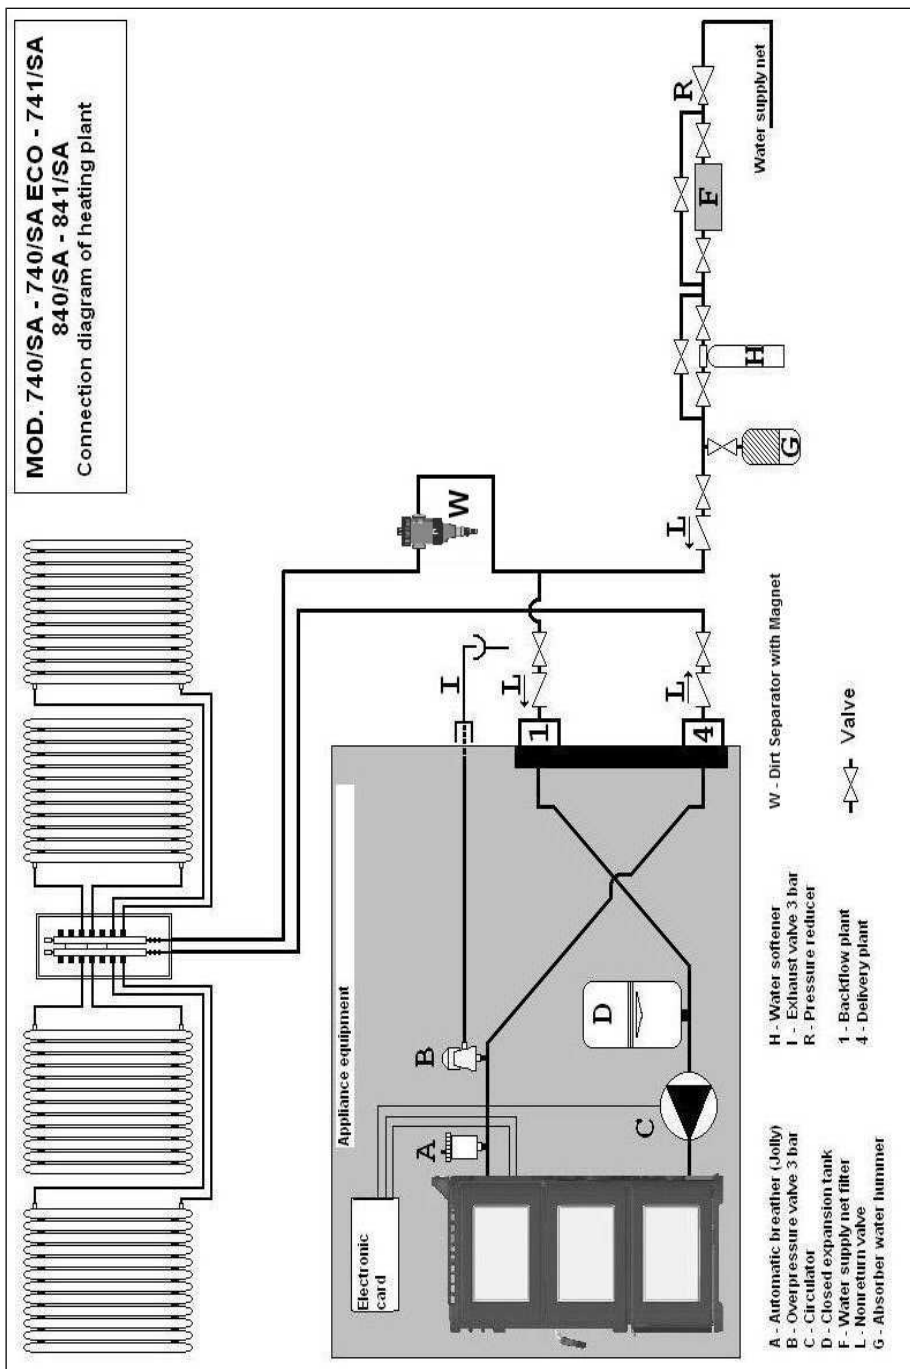 MOD. 740/SA - 740/SA ECO - 741/SA
840/SA - 841/SA
Connection diagram of heating plant
Water supply net
R
F
H
G
L
W
I
L
L
1
4
Appliance equipment
B
A
D
C
Electronic
card
A - Automatic breather (Jolly)
B - Overpressure valve 3 bar
C - Circulator
D - Closed expansion tank
F - Water supply net filter
L - Nonreturn valve
G - Absorber water hummer
H - Water softener
I - Exhaust valve 3 bar
R - Pressure reducer
1 - Backflow plant
4 - Delivery plant
W - Dirt Separator with Magnet
Valve